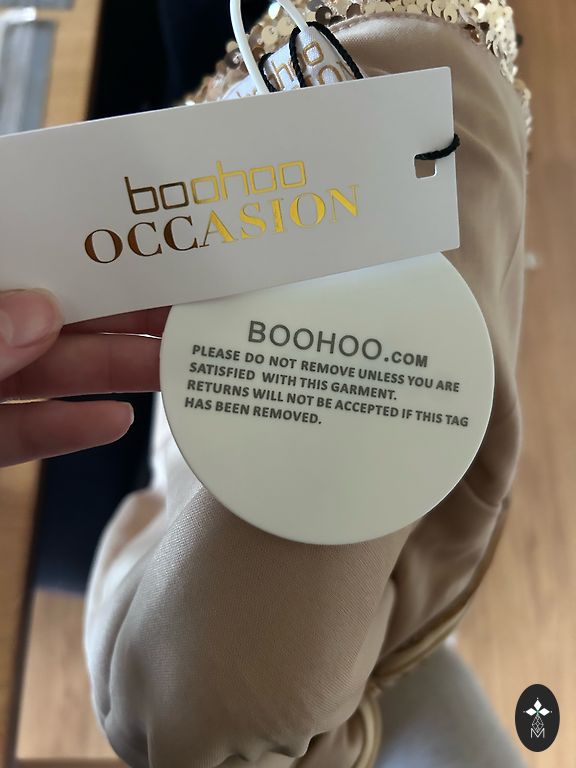 boohoo
OCCASION
BOOHOO.COM
PLEASE DO NOT REMOVE UNLESS YOU ARE
SATISFIED WITH THIS GARMENT.
RETURNS WILL NOT BE ACCEPTED IF THIS TAG
HAS BEEN REMOVED.